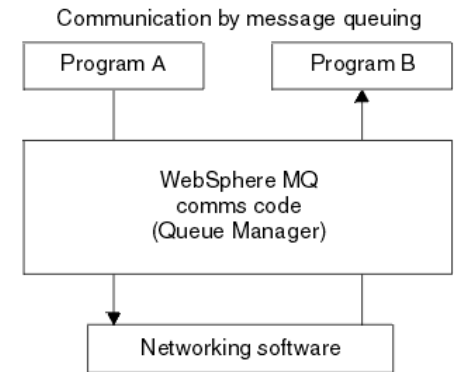 Communication by message queuing
Program A
Program B
WebSphere MQ
comms code
(Queue Manager)
Networking software